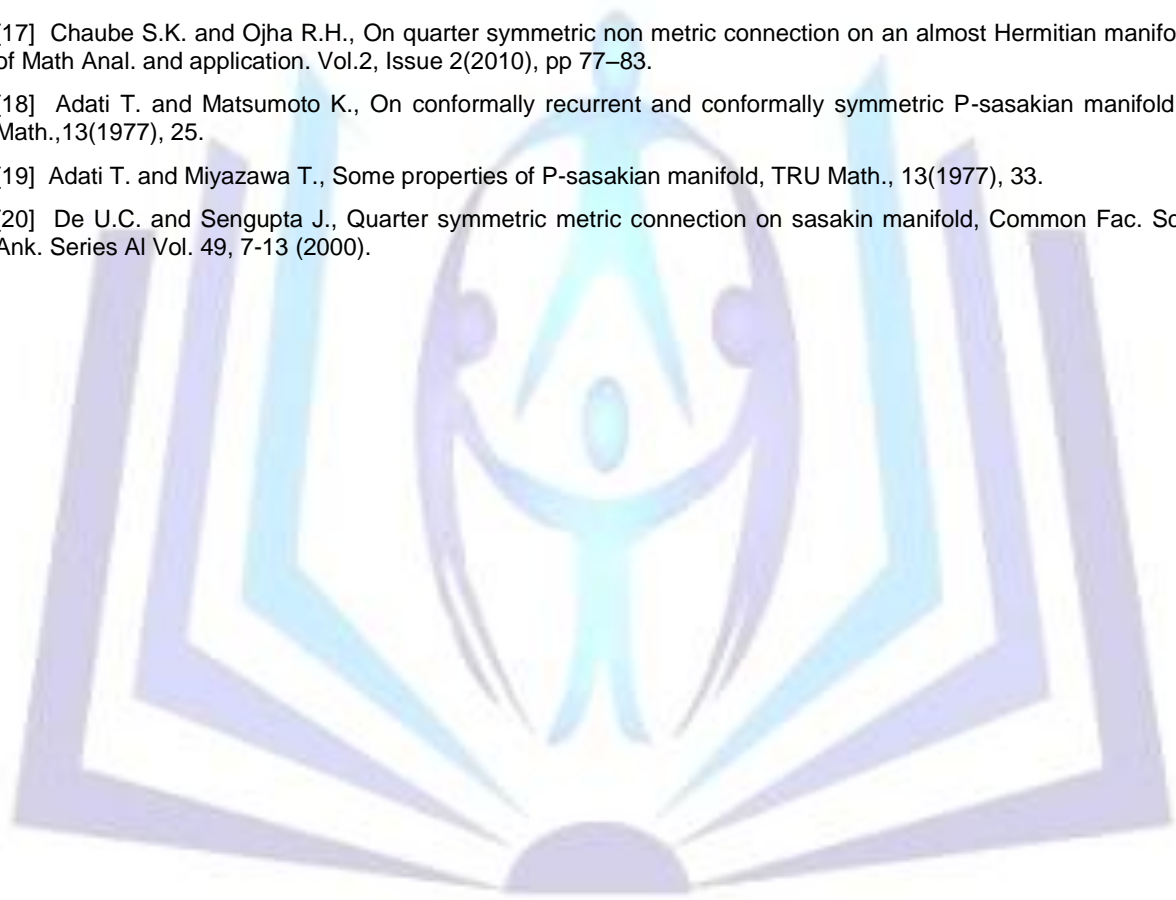 [17] Chaube S.K. and Ojha R.H., On quarter symmetric non metric connection on an almost Hermitian manifo
of Math Anal. and application. Vol.2, Issue 2(2010), pp 77–83.
[18] Adati T. and Matsumoto K., On conformally recurrent and conformally symmetric P-sasakian manifold
Math.,13(1977), 25.
[19] Adati T. and Miyazawa T., Some properties of P-sasakian manifold, TRU Math., 13(1977), 33.
[20] De U.C. and Sengupta J., Quarter symmetric metric connection on sasakin manifold, Common Fac. Sc
Ank. Series Al Vol. 49, 7-13 (2000).